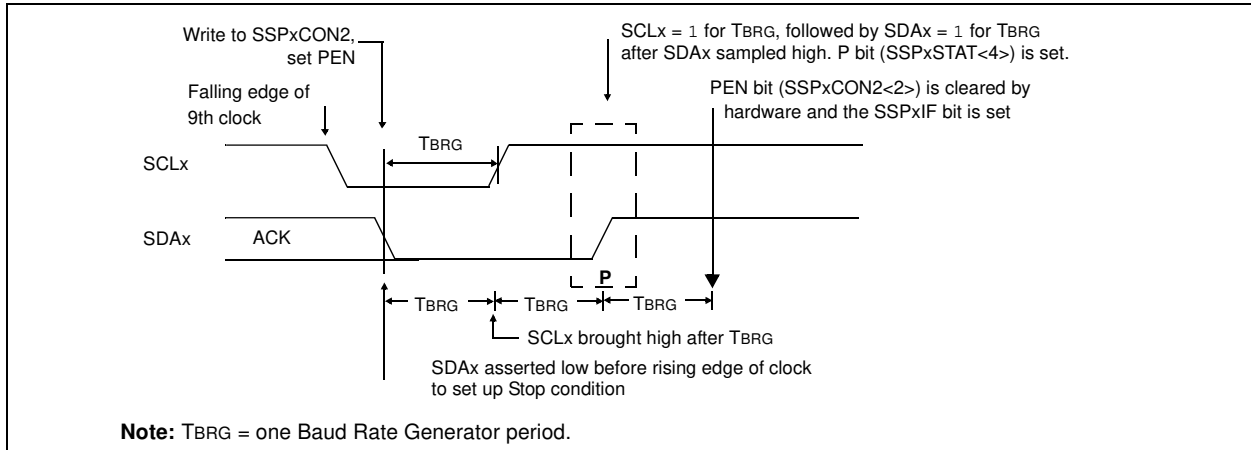 Write to SSPxCON2,
set PEN
SCLx = 1 for TBRG, followed by SDAx = 1 for TBRG
after SDAx sampled high. P bit (SSPxSTAT<4>) is set.
Falling edge of
9th clock
PEN bit (SSPxCON2<2>) is cleared by
hardware and the SSPxIF bit is set
TBRG
SCLx
SDAx
ACK
P
TBRG
TBRG
TBRG
SCLx brought high after TBRG
SDAx asserted low before rising edge of clock
to set up Stop condition
Note: TBRG = one Baud Rate Generator period.